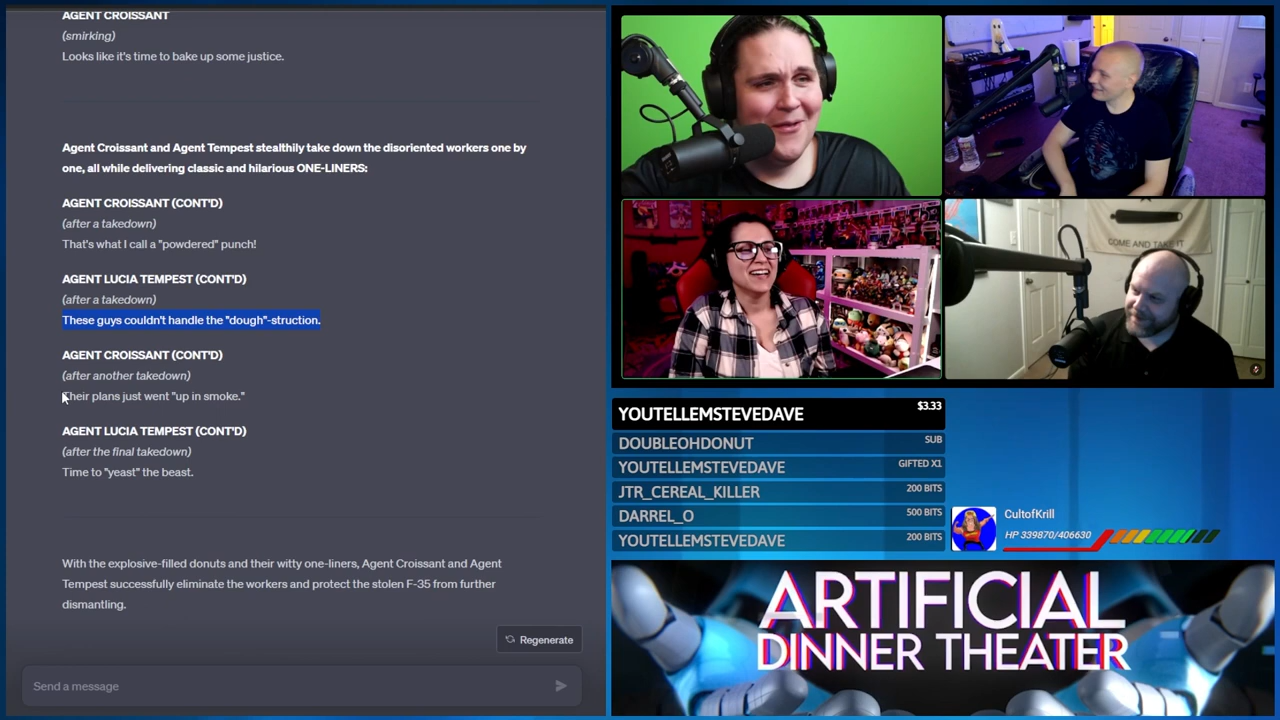 AGENT CROISSANT
(smirking)
Looks like it's time to bake up some justice.
Agent Croissant and Agent Tempest stealthily take down the disoriented workers one by
one, all while delivering classic and hilarious ONE-LINERS:
AGENT CROISSANT (CONT'D)
(after a takedown)
That's what I call a "powdered" punch!
AGENT LUCIA TEMPEST (CONT'D)
(after a takedown)
These guys couldn't handle the "dough"-struction.
AGENT CROISSANT (CONT'D)
(after another takedown)
Their plans just went "up in smoke."
AGENT LUCIA TEMPEST (CONT'D)
(after the final takedown)
Time to "yeast" the beast.
With the explosive-filled donuts and their witty one-liners, Agent Croissant and Agent
Tempest successfully eliminate the workers and protect the stolen F-35 from further
dismantling.
Regenerate
Send a message
COME AND TAKE IT
YOUTELLEMSTEVEDAVE $3.33
DOUBLEOHDONUT SUB
YOUTELLEMSTEVEDAVE GIFTED X1
JTR_CEREAL_KILLER 200 BITS
DARREL_O 500 BITS
YOUTELLEMSTEVEDAVE 200 BITS
CultofKrill
HP 339870/406630
ARTIFICIAL
DINNER THEATER